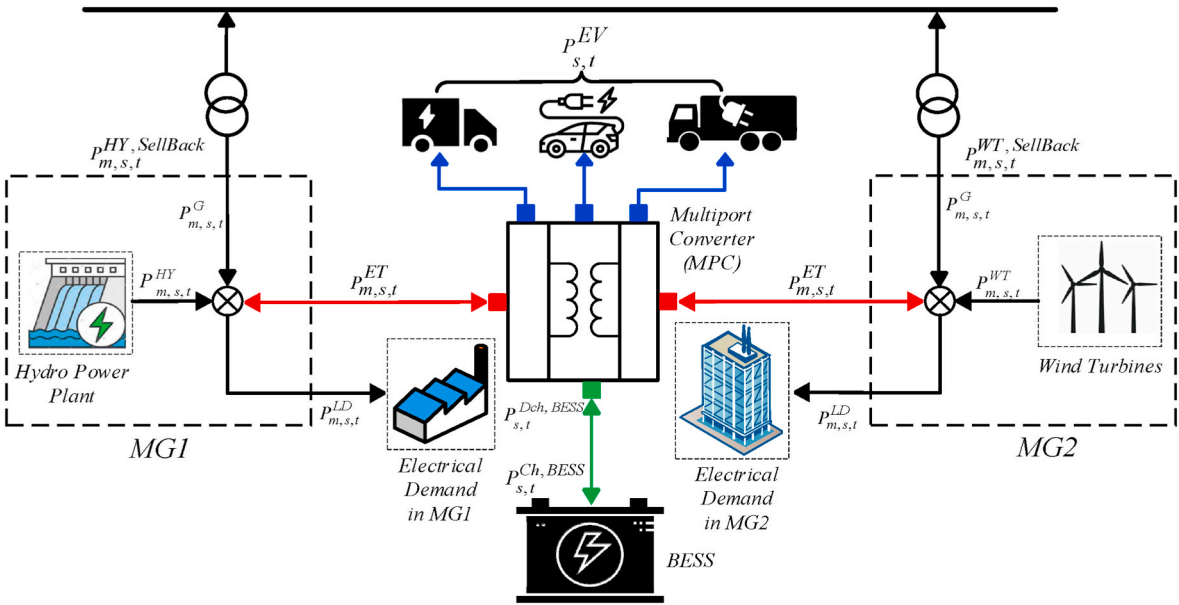 P^{EV}_{s,t}
P^{HY,SellBack}_{m,s,t}
P^{WT,SellBack}_{m,s,t}
P^{G}_{m,s,t}
P^{G}_{m,s,t}
Multiport
Converter
(MPC)
P^{HY}_{m,s,t}
P^{ET}_{m,s,t}
P^{ET}_{m,s,t}
P^{WT}_{m,s,t}
Hydro Power
Plant
Wind Turbines
P^{LD}_{m,s,t}
P^{Dch,BESS}_{s,t}
P^{LD}_{m,s,t}
MG1
MG2
Electrical
Demand
in MG1
P^{Ch,BESS}_{s,t}
Electrical
Demand
in MG2
BESS